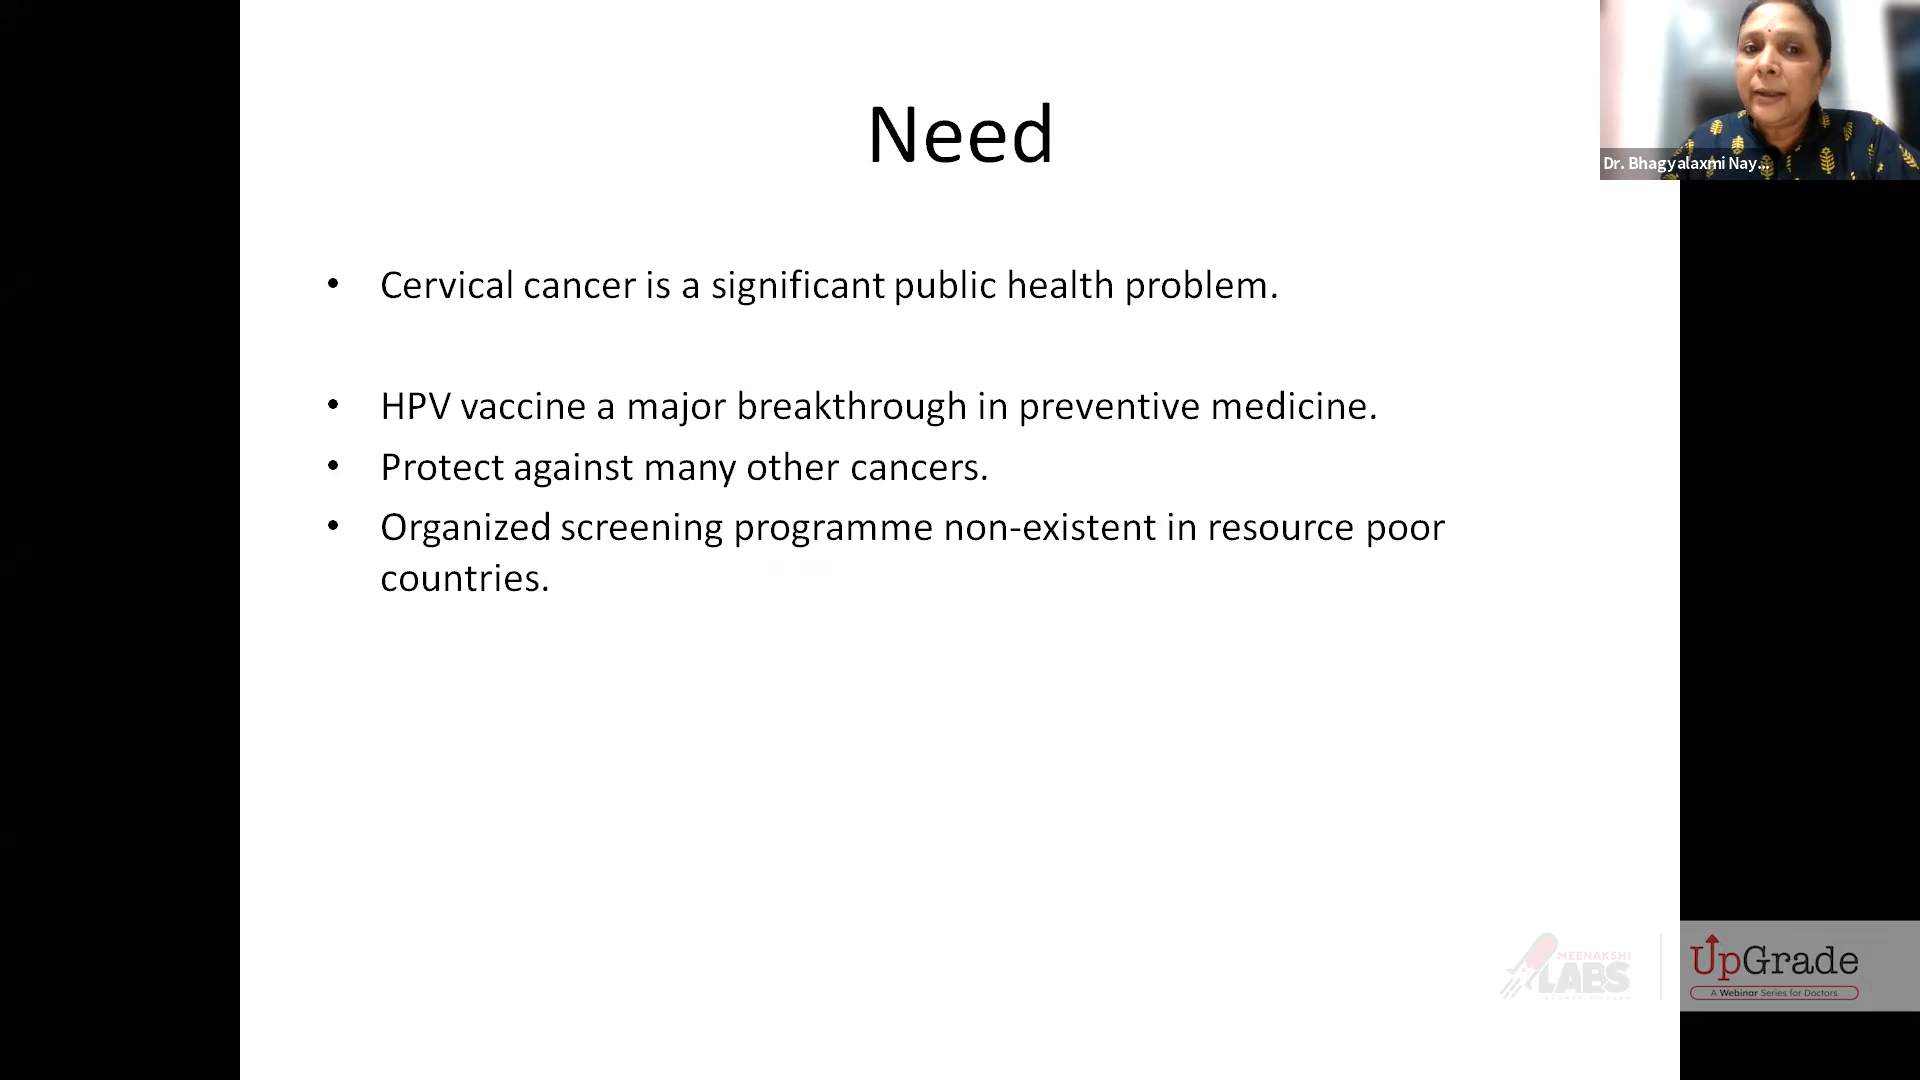 Need
• Cervical cancer is a significant public health problem.
• HPV vaccine a major breakthrough in preventive medicine.
• Protect against many other cancers.
• Organized screening programme non-existent in resource poor
countries.
Dr. Bhagyalaxmi Nay...
MEENAKSHI
LABS
UpGrade
A Webinar Series for Doctors